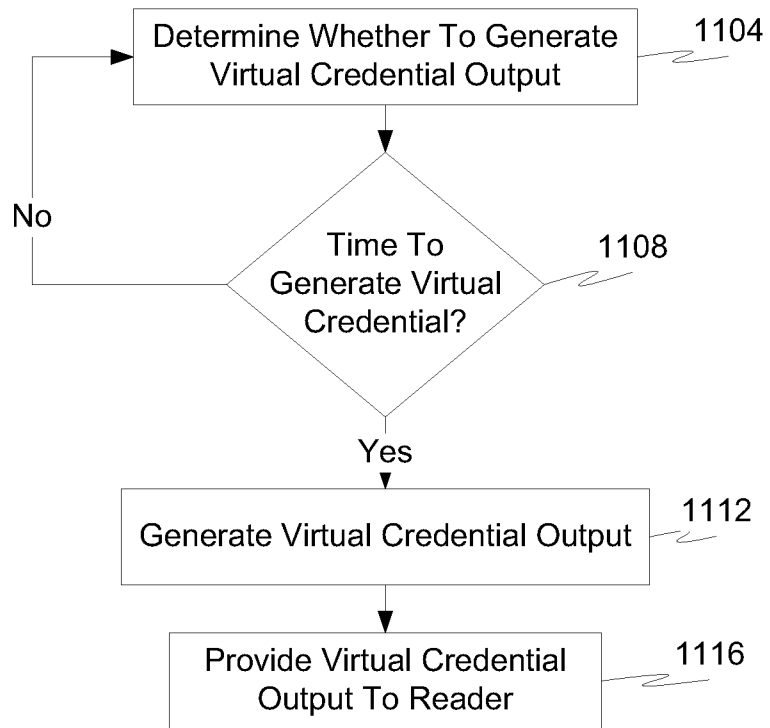 Determine Whether To Generate
Virtual Credential Output
1104
No
Time To
Generate Virtual
Credential?
1108
Yes
Generate Virtual Credential Output
1112
Provide Virtual Credential
Output To Reader
1116